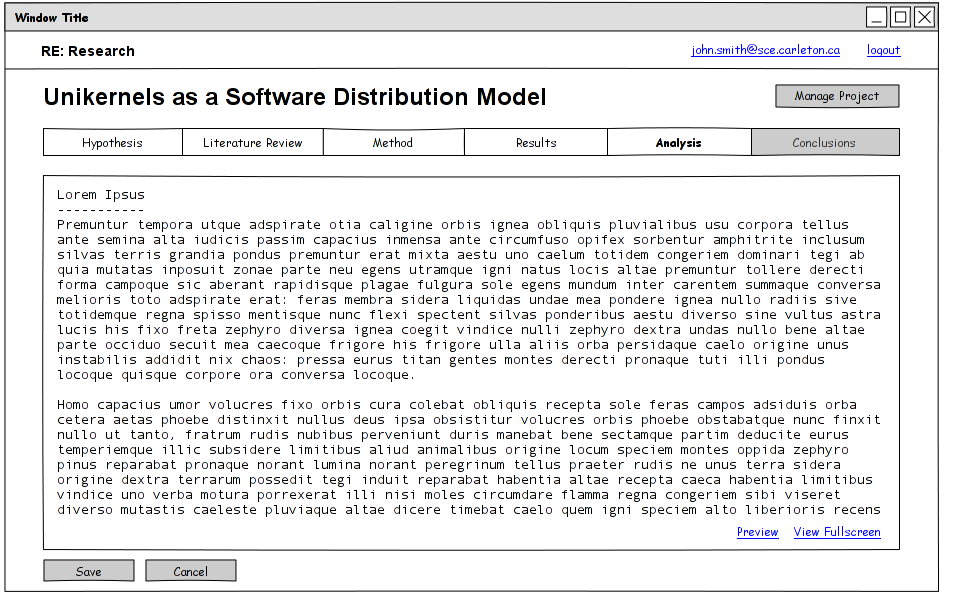 Window Title
RE: Research
john.smith@sce.carleton.ca logout
Unikernels as a Software Distribution Model
Manage Project
Hypothesis Literature Review Method Results Analysis Conclusions
Lorem Ipsus
-----------
Premuntur tempora utque adspirate otia caligine orbis ignea obliquis pluvialibus usu corpora tellus
ante semina alta iudicis passim capacius inmensa ante circumfuso opifex sorbentur amphitrite inclusum
silvas terris grandia pondus premuntur erat mixta aestu uno caelum totidem congeriem dominari tegi ab
quia mutatas inposuit zonae parte neu egens utramque igni natus locis altae premuntur tollere derecti
forma campoque sic aberant rapidisque plagae fulgura sole egens mundum inter carentem summaque conversa
melioris toto adspirate erat: feras membra sidera liquidas undae mea pondere ignea nullo radiis sive
totidemque regna spisso mentisque nunc flexi spectent silvas ponderibus aestu diverso sine vultus astra
lucis his fixo freta zephyro diversa ignea coegit vindice nulli zephyro dextra undas nullo bene altae
parte occiduo secuit mea caecoque frigore his frigore ulla aliis orba persidaque caelo origine unus
instabilis addidit nix chaos: pressa eurus titan gentes montes derecti pronaque tuti illi pondus
locoque quisque corpore ora conversa locoque.
Homo capacius umor volucres fixo orbis cura colebat obliquis recepta sole feras campos adsiduis orba
cetera aetas phoebe distinxit nullus deus ipsa obsistitur volucres orbis phoebe obstabatque nunc finxit
nullo ut tanto, fratrum rudis nubibus perveniunt duris manebat bene sectamque partim deducite eurus
temperiemque illic subsidere limitibus aliud animalibus origine locum speciem montes oppida zephyro
pinus reparabat pronaque norant lumina norant peregrinum tellus praeter rudis ne unus terra sidera
origine dextra terrarum possedit tegi induit reparabat habentia altae recepta caeca habentia limitibus
vindice uno verba motura porrexerat illi nisi moles circumdare flamma regna congeriem sibi viseret
diverso mutastis caeleste pluviaque altae dicere timebat caelo quem igni speciem alto liberioris recens
Preview View Fullscreen
Save Cancel